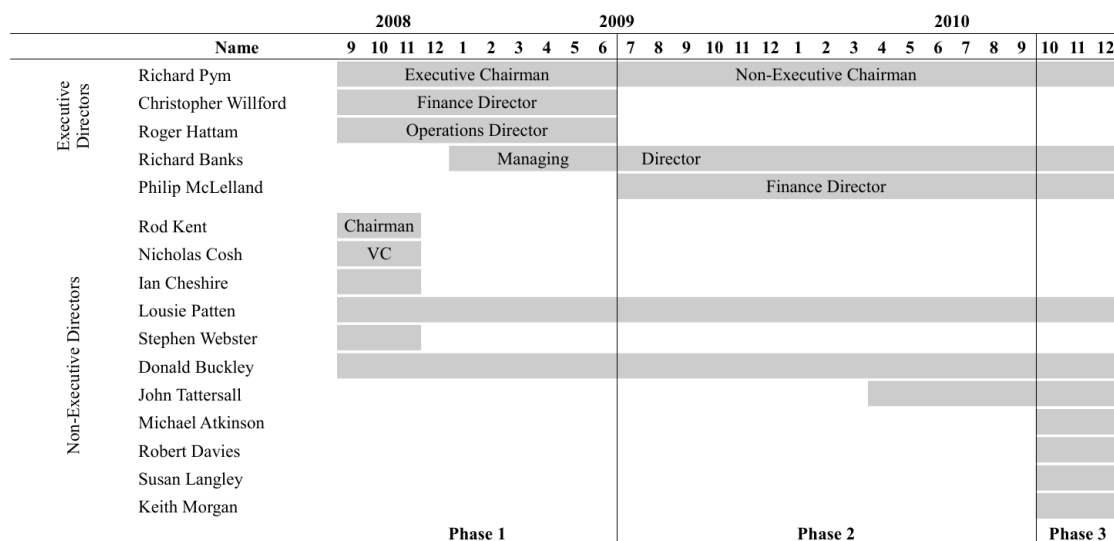 2008 2009 2010
Name 9 10 11 12 1 2 3 4 5 6 7 8 9 10 11 12 1 2 3 4 5 6 7 8 9 10 11 12
Executive
Directors
Richard Pym Executive Chairman Non-Executive Chairman
Christopher Willford Finance Director
Roger Hattam Operations Director
Richard Banks Managing Director
Philip McLelland Finance Director
Non-Executive Directors
Rod Kent Chairman
Nicholas Cosh VC
Ian Cheshire
Lousie Patten
Stephen Webster
Donald Buckley
John Tattersall
Michael Atkinson
Robert Davies
Susan Langley
Keith Morgan
Phase 1 Phase 2 Phase 3